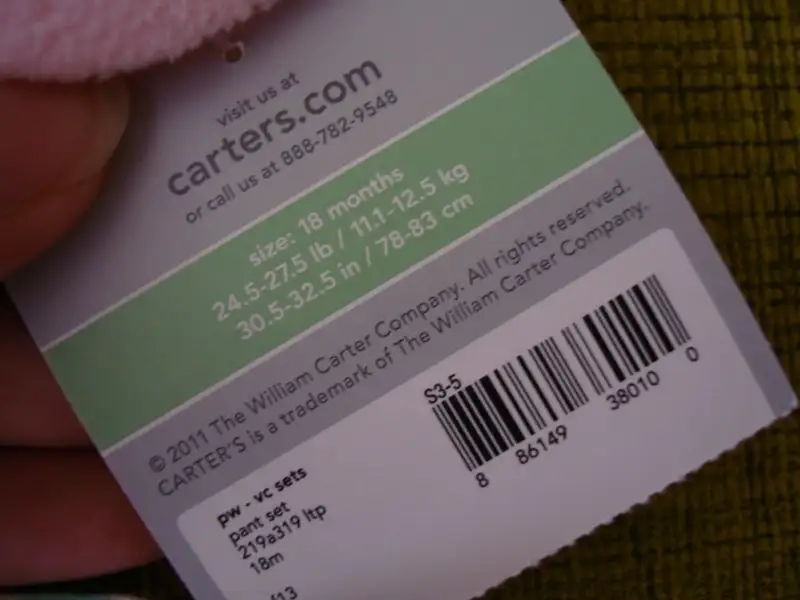 visit us at
carters.com
or call us at 888-782-9548
size: 18 months
24.5-27.5 lb / 11.1-12.5 kg
30.5-32.5 in / 78-83 cm
© 2011 The William Carter Company. All rights reserved.
CARTER'S is a trademark of The William Carter Company.
S3-5
8 86149 38010 0
pw - vc sets
pant set
219a319 ltp
18m
/13